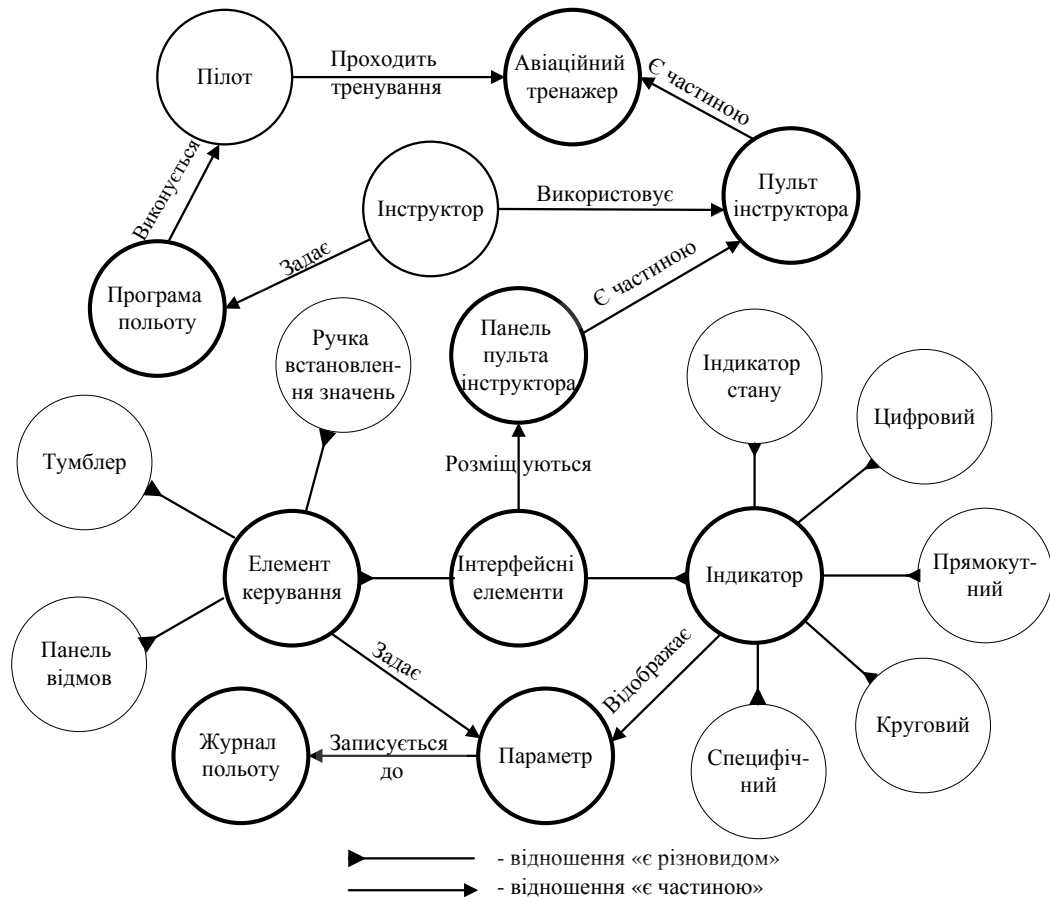 Пілот
Проходить
тренування
Авіаційний
тренажер
Є частиною
Виконується
Інструктор
Використовує
Пульт
інструктора
Задає
Є частиною
Програма
польоту
Ручка
встановлен-
ня значень
Панель
пульта
інструктора
Індикатор
стану
Цифровий
Тумблер
Розміщ уються
Елемент
керування
Інтерфейсні
елементи
Індикатор
Прямокут-
ний
Панель
відмов
Задає
Відображає
Журнал
польоту
Записується
до
Параметр
Специфіч-
ний
Круговий
- відношення «є різновидом»
- відношення «є частиною»